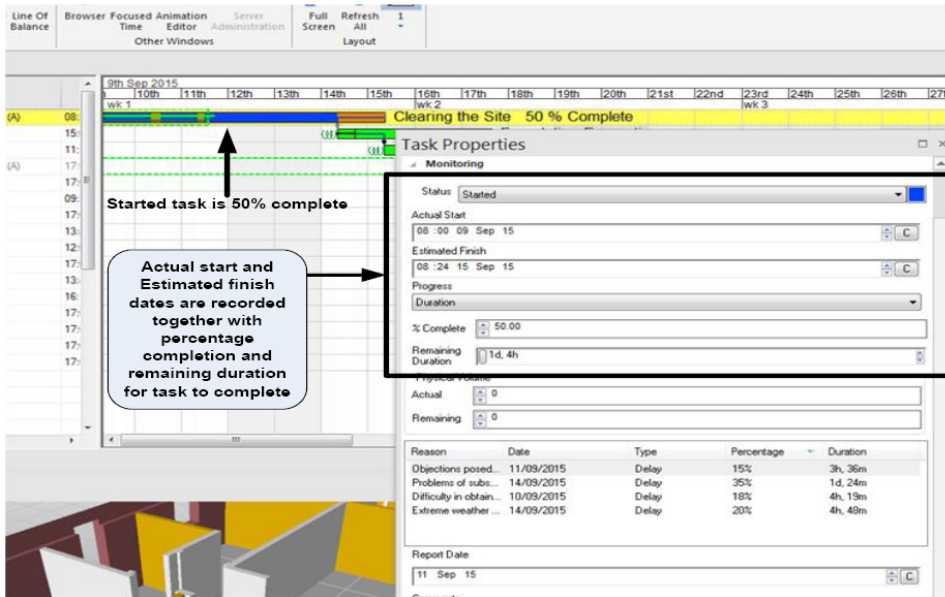 Line Of Browser Focused Animation Server Full Refresh 1
Balance Time Editor Administration Screen All
Other Windows Layout
9th Sep 2015
10th 11th 12th 13th 14th 15th 16th 17th 18th 19th 20th 21st 22nd 23rd 24th 25th 26th 27
wk 1 wk 2 wk 3
(A) 08: Clearing the Site 50 % Complete
15:
11:
(A) 17:
17:
09:
17:
13:
12:
17:
13:
16:
17:
17:
17:
17:
Started task is 50% complete
Actual start and
Estimated finish
dates are recorded
together with
percentage
completion and
remaining duration
for task to complete
Task Properties
Monitoring
Status Started
Actual Start
08 :00 09 Sep 15 C
Estimated Finish
08 :24 15 Sep 15 C
Progress
Duration
% Complete 50.00
Remaining
Duration 1d, 4h
Physical Volume
Actual 0
Remaining 0
Reason Date Type Percentage Duration
Objections posed... 11/09/2015 Delay 15% 3h, 36m
Problems of subs... 14/09/2015 Delay 35% 1d, 24m
Difficulty in obtain... 10/09/2015 Delay 18% 4h, 19m
Extreme weather ... 14/09/2015 Delay 20% 4h, 48m
Report Date
11 Sep 15 C